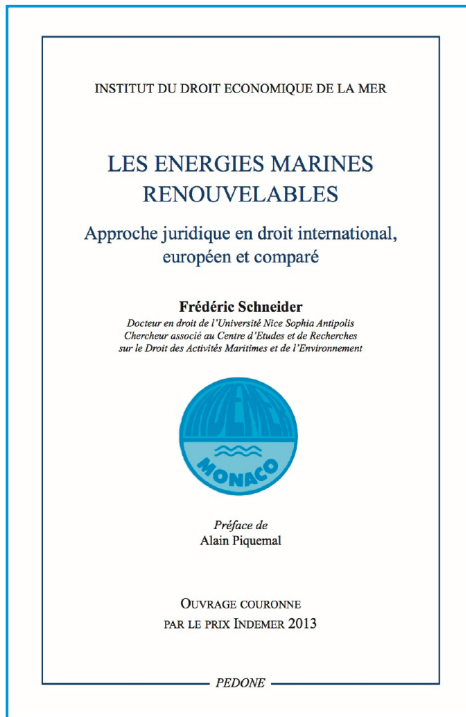 INSTITUT DU DROIT ECONOMIQUE DE LA MER
LES ENERGIES MARINES
RENOUVELABLES
Approche juridique en droit international,
européen et comparé
Frédéric Schneider
Docteur en droit de l'Université Nice Sophia Antipolis
Chercheur associé au Centre d'Etudes et de Recherches
sur le Droit des Activités Maritimes et de l'Environnement
INDEMER
MONACO
Préface de
Alain Piquemal
OUVRAGE COURONNE
PAR LE PRIX INDEMER 2013
PEDONE